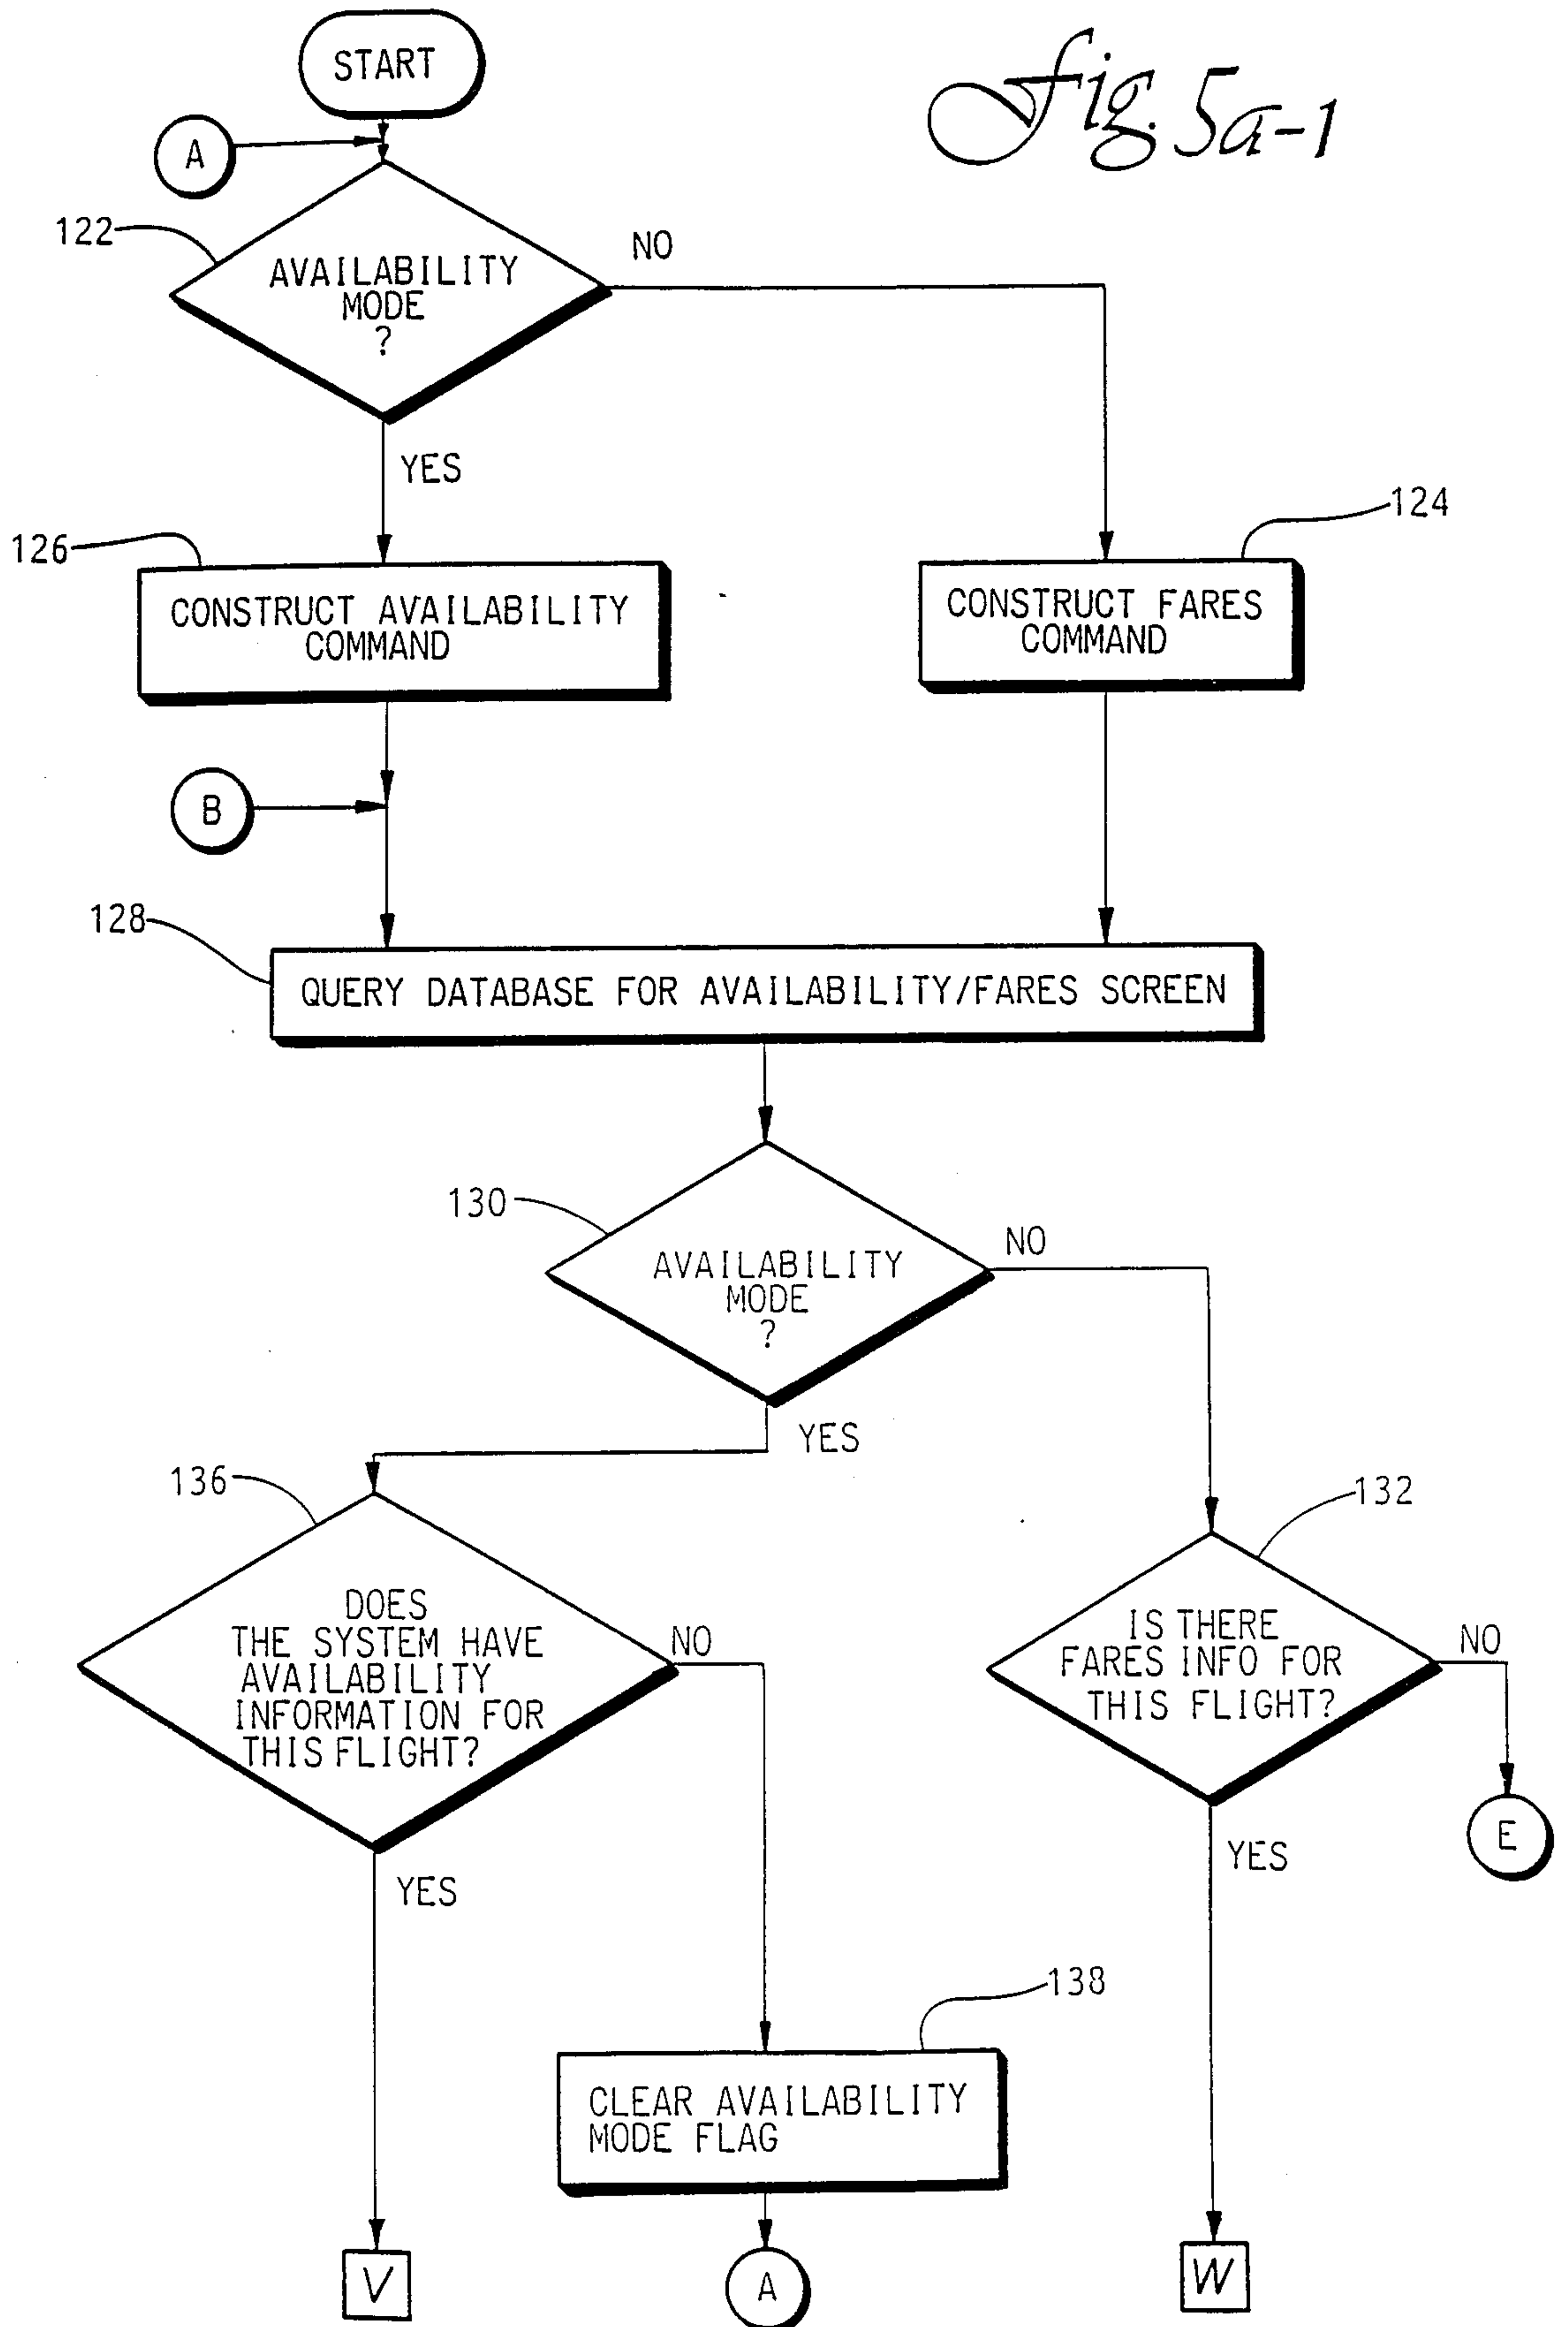 START
Fig. 5a-1
A
122
NO
AVAILABILITY
MODE
?
YES
124
126
CONSTRUCT AVAILABILITY
COMMAND
CONSTRUCT FARES
COMMAND
B
128
QUERY DATABASE FOR AVAILABILITY/FARES SCREEN
130
NO
AVAILABILITY
MODE
?
YES
136
132
DOES
THE SYSTEM HAVE
AVAILABILITY
INFORMATION FOR
THIS FLIGHT?
NO
IS THERE
FARES INFO FOR
THIS FLIGHT?
NO
E
YES
YES
138
CLEAR AVAILABILITY
MODE FLAG
V
A
W